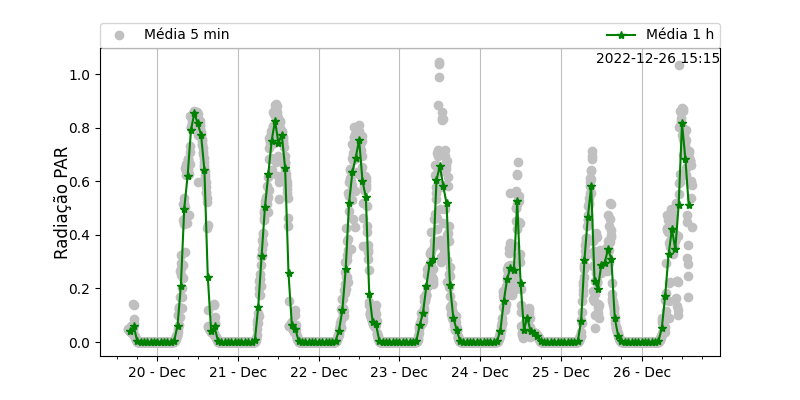 Média 5 min
Média 1 h
2022-12-26 15:15
Radiação PAR
1.0
0.8
0.6
0.4
0.2
0.0
20 - Dec
21 - Dec
22 - Dec
23 - Dec
24 - Dec
25 - Dec
26 - Dec